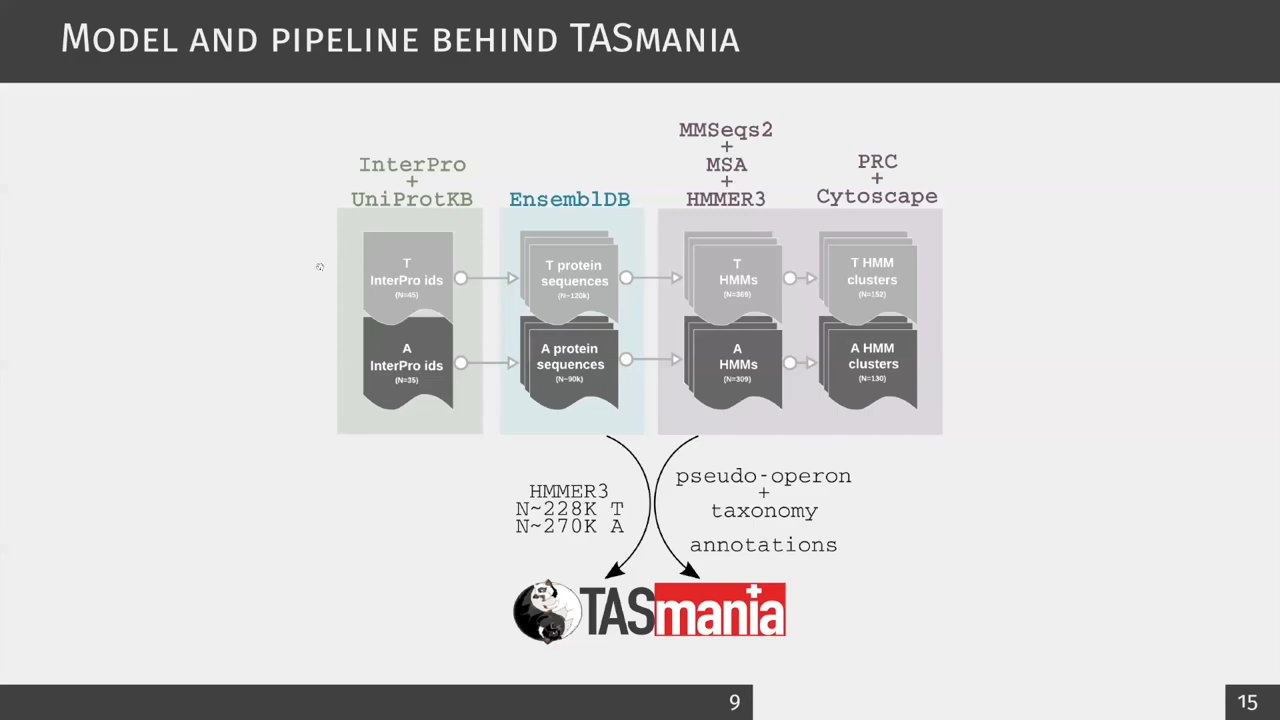 MODEL AND PIPELINE BEHIND TASMANIA
InterPro
+
UniProtKB
EnsemblDB
MMSeqs2
+
MSA
+
HMMER3
PRC
+
Cytoscape
T
InterPro ids
(N=45)
T protein
sequences
(N~120k)
T
HMMs
(N=369)
T HMM
clusters
(N=152)
A
InterPro ids
(N=35)
A protein
sequences
(N~90k)
A
HMMs
(N=309)
A HMM
clusters
(N=130)
HMMER3
N~228K T
N~270K A
pseudo-operon
+
taxonomy
annotations
TASmania
9
15